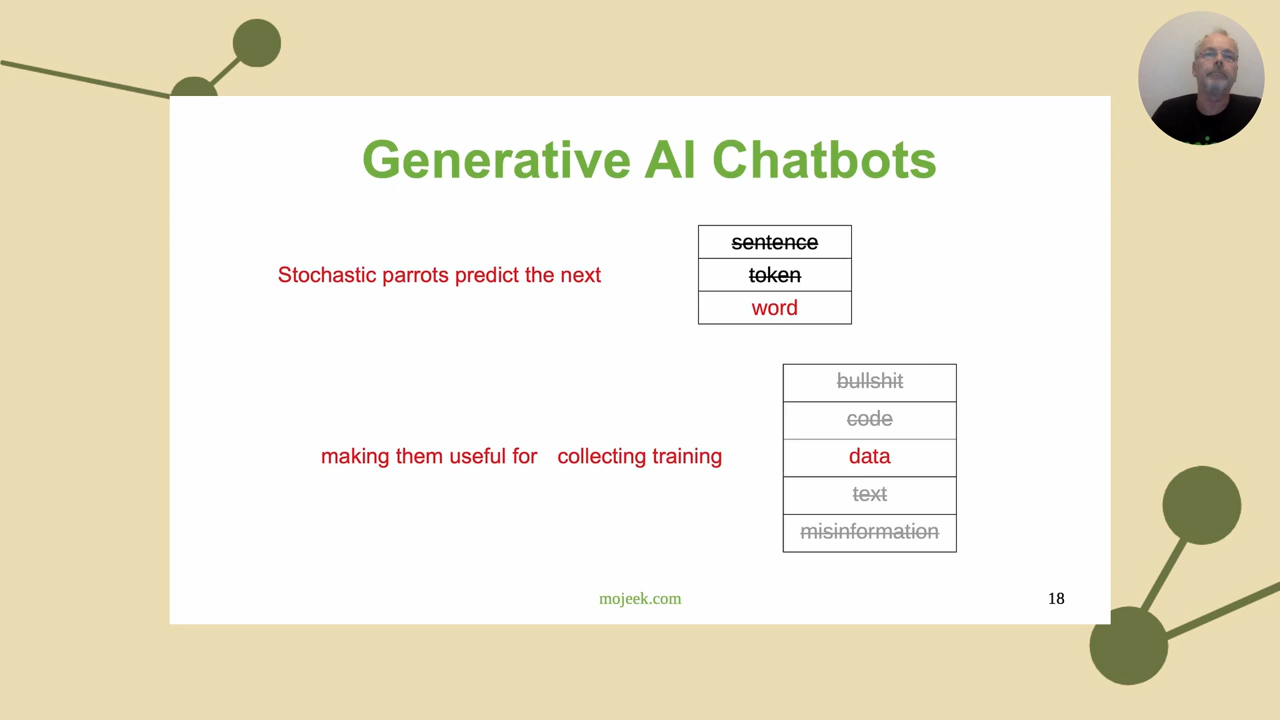 Generative AI Chatbots
sentence
Stochastic parrots predict the next
token
word
bullshit
code
making them useful for collecting training
data
text
misinformation
mojeek.com
18